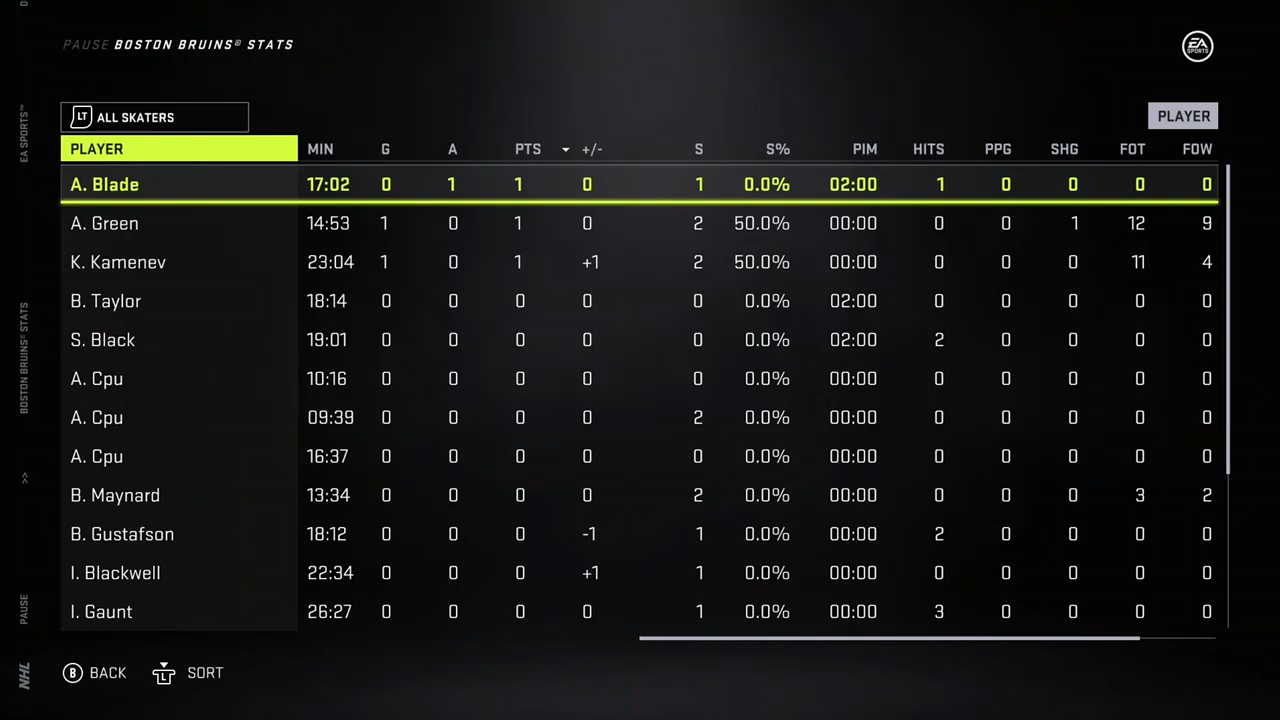 PAUSE BOSTON BRUINS® STATS
EA SPORTS
LT ALL SKATERS
PLAYER
PLAYER MIN G A PTS +/- S S% PIM HITS PPG SHG FOT FOW
A. Blade 17:02 0 1 1 0 1 0.0% 02:00 1 0 0 0 0
A. Green 14:53 1 0 1 0 2 50.0% 00:00 0 0 1 12 9
K. Kamenev 23:04 1 0 1 +1 2 50.0% 00:00 0 0 0 11 4
B. Taylor 18:14 0 0 0 0 0 0.0% 02:00 0 0 0 0 0
S. Black 19:01 0 0 0 0 0 0.0% 02:00 2 0 0 0 0
A. Cpu 10:16 0 0 0 0 0 0.0% 00:00 0 0 0 0 0
A. Cpu 09:39 0 0 0 0 2 0.0% 00:00 0 0 0 0 0
A. Cpu 16:37 0 0 0 0 0 0.0% 00:00 0 0 0 0 0
B. Maynard 13:34 0 0 0 0 2 0.0% 00:00 0 0 0 3 2
B. Gustafson 18:12 0 0 0 -1 1 0.0% 00:00 2 0 0 0 0
I. Blackwell 22:34 0 0 0 +1 1 0.0% 00:00 0 0 0 0 0
I. Gaunt 26:27 0 0 0 0 1 0.0% 00:00 3 0 0 0 0
B BACK L SORT
NHL PAUSE >> BOSTON BRUINS STATS EA SPORTS™